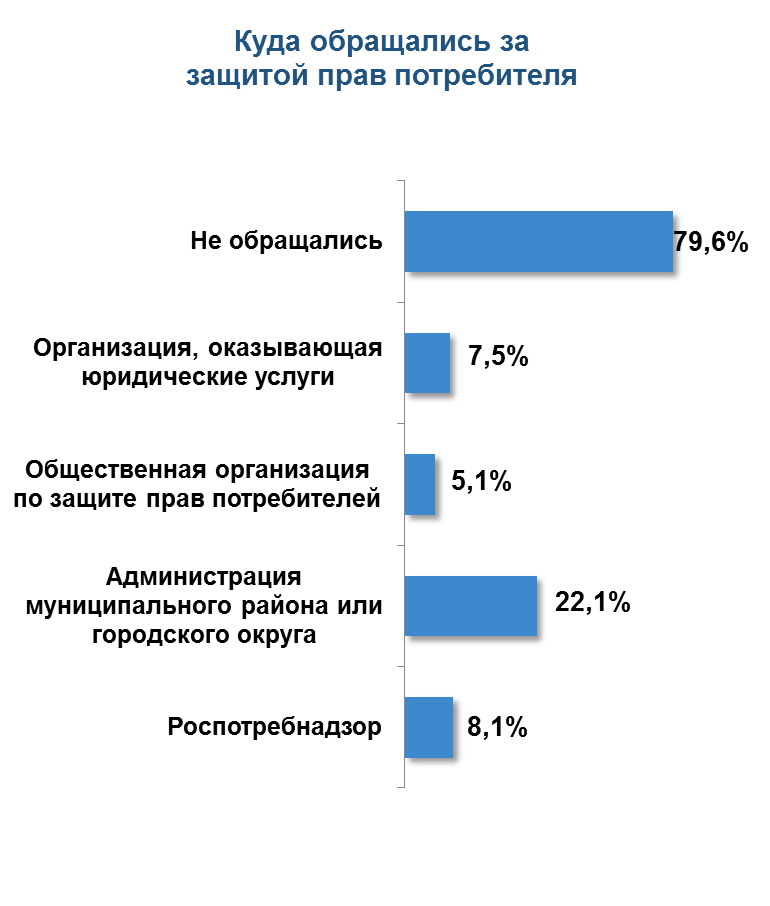 Куда обращались за
защитой прав потребителя
Не обращались
79,6%
Организация, оказывающая
юридические услуги
7,5%
Общественная организация
по защите прав потребителей
5,1%
Администрация
муниципального района или
городского округа
22,1%
Роспотребнадзор
8,1%